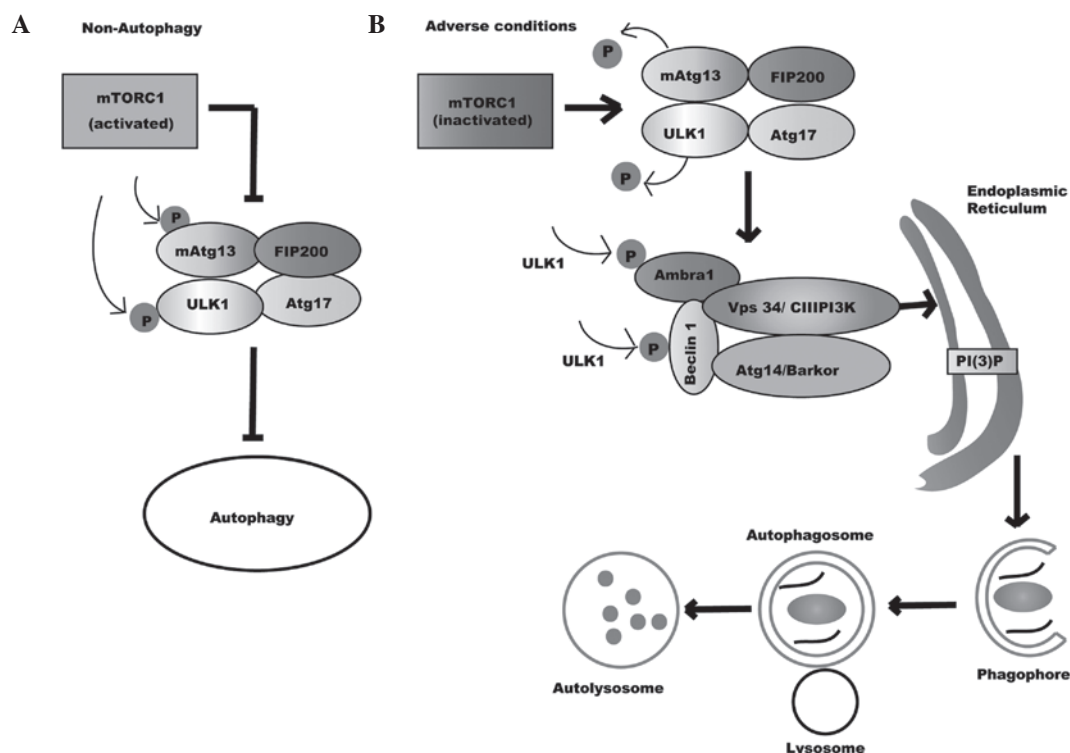 A
Non-Autophagy
mTORC1
(activated)
P
mAtg13
FIP200
P
ULK1
Atg17
Autophagy
B
Adverse conditions
mTORC1
(inactivated)
P
mAtg13
FIP200
ULK1
Atg17
P
Endoplasmic
Reticulum
ULK1
P
Ambra1
Vps 34/ CIIIPI3K
ULK1
P
Beclin 1
Atg14/Barkor
PI(3)P
Autophagosome
Autolysosome
Phagophore
Lysosome